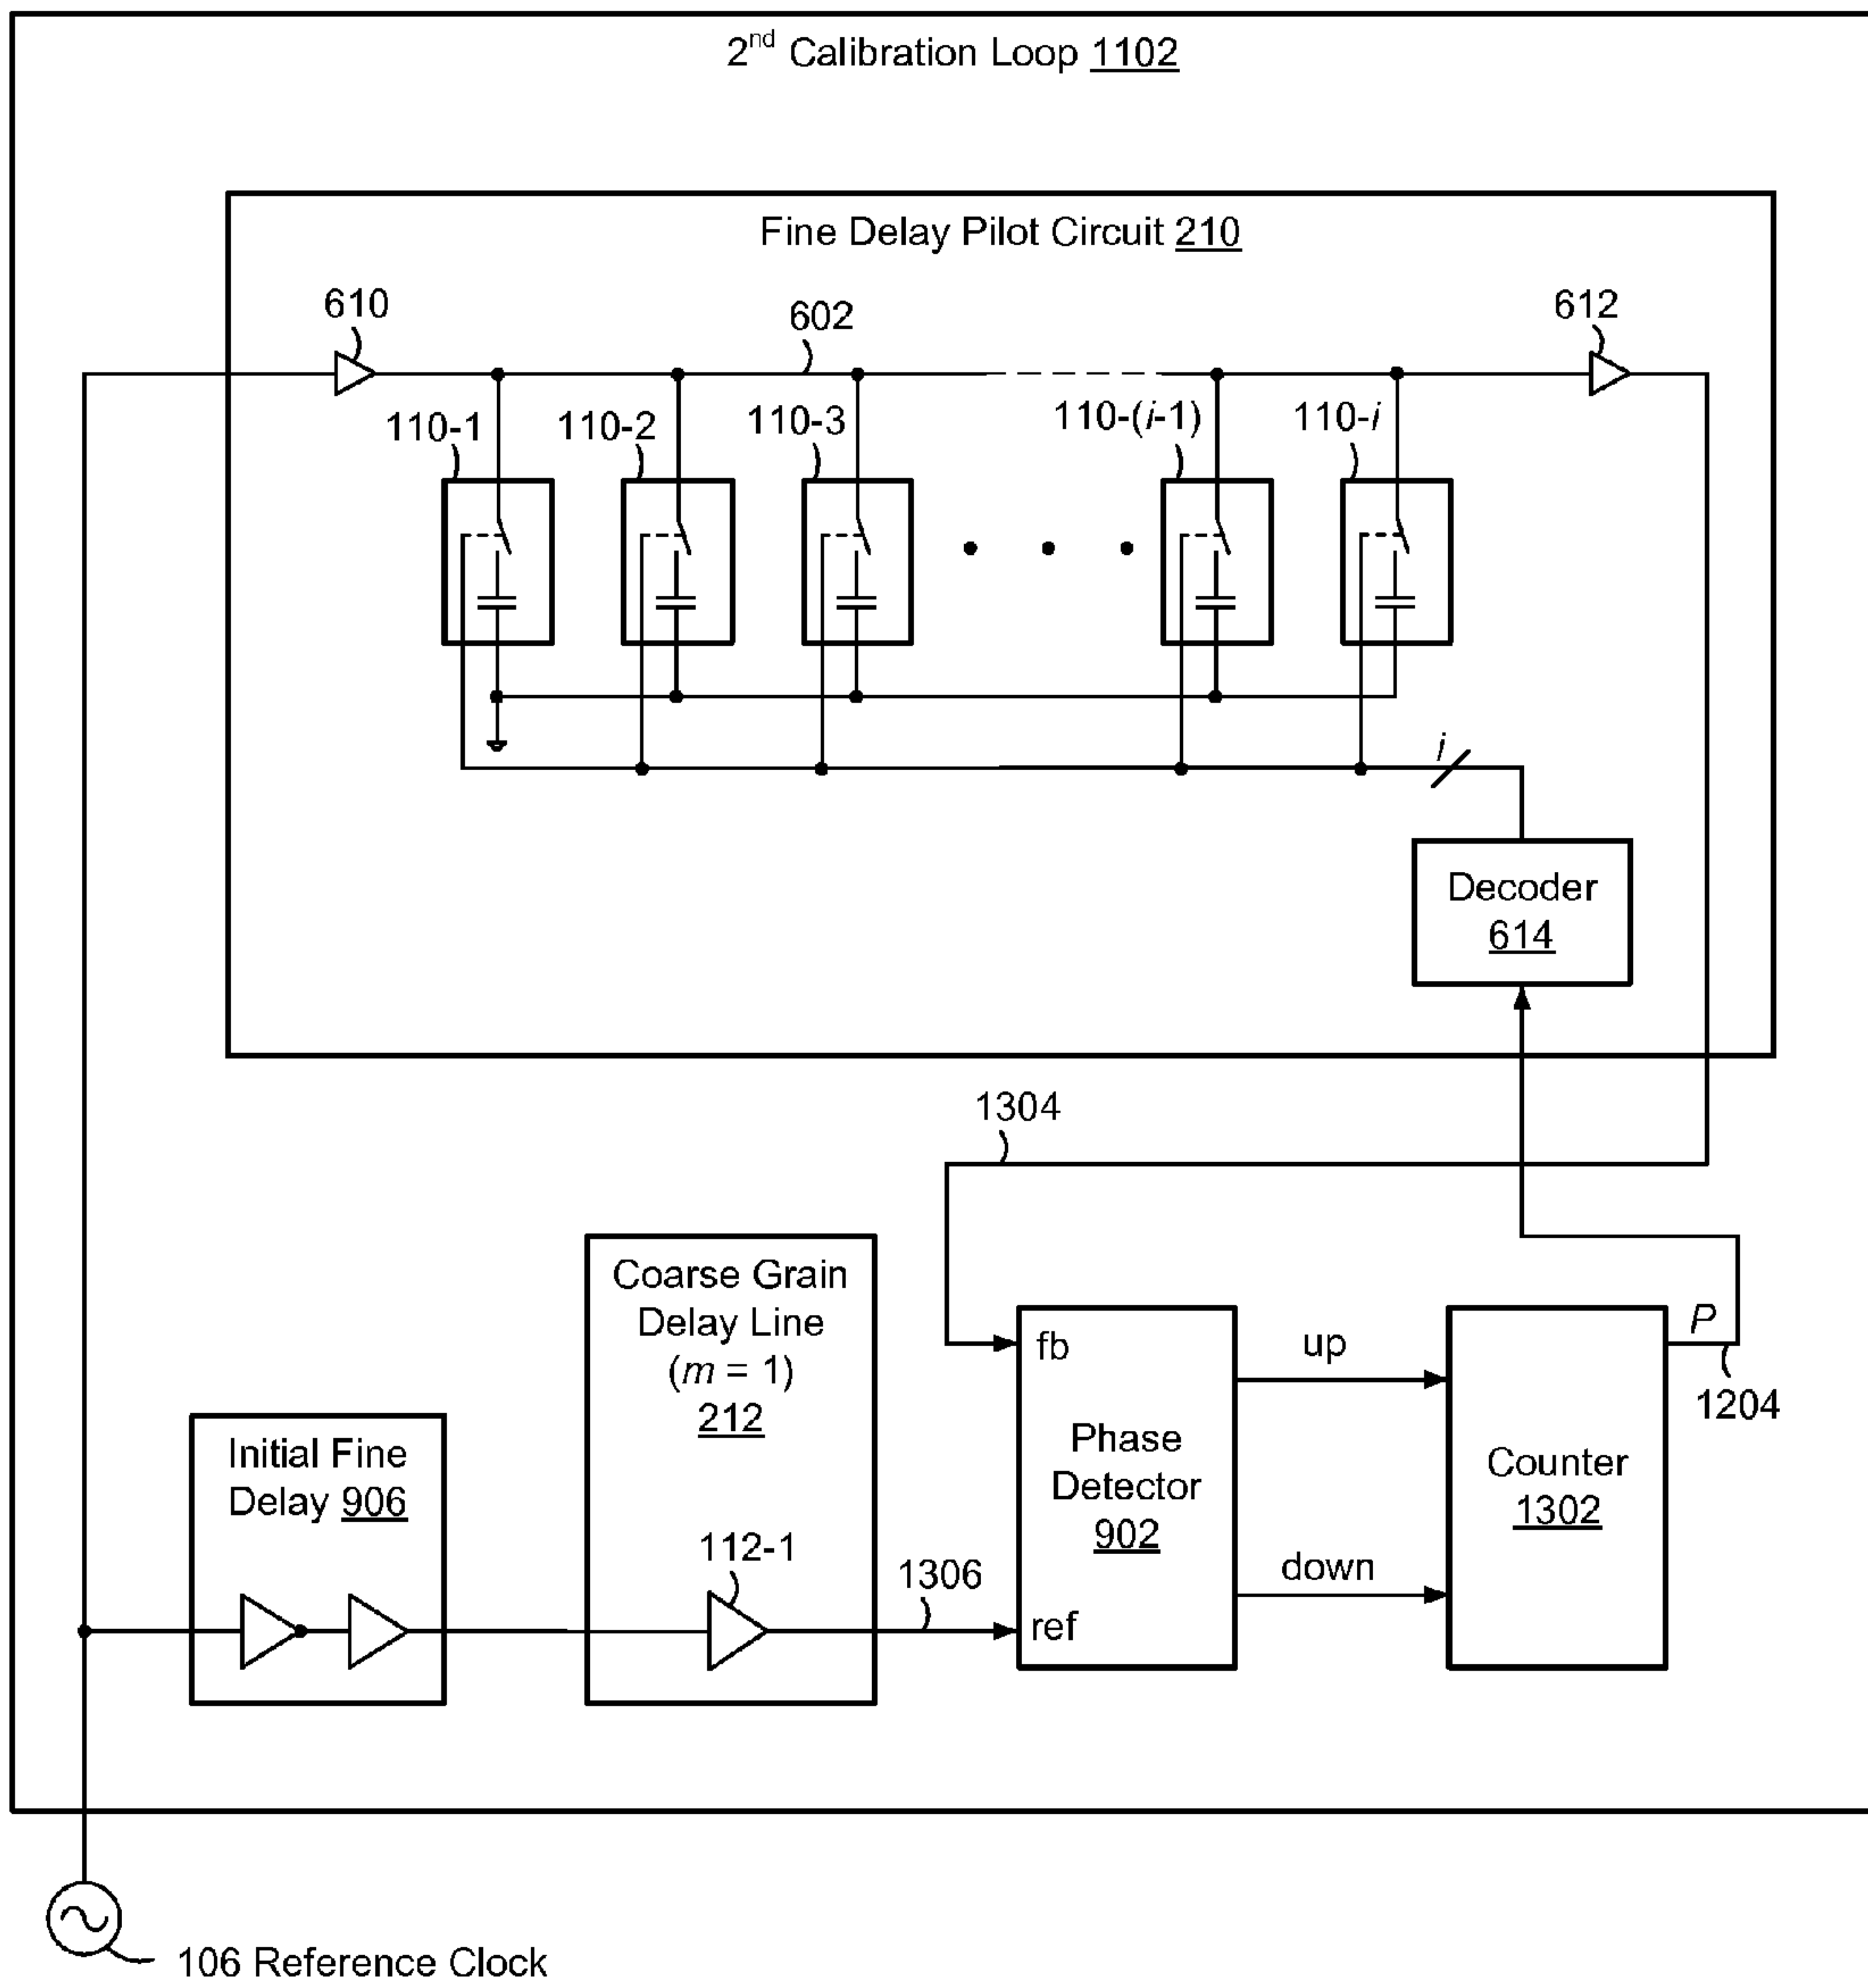 2nd Calibration Loop 1102
Fine Delay Pilot Circuit 210
610
602
612
110-1
110-2
110-3
110-(i-1)
110-i
i
Decoder
614
1304
Coarse Grain
Delay Line
(m = 1)
212
fb
up
P
1204
Phase
Detector
902
Counter
1302
Initial Fine
Delay 906
112-1
1306
down
ref
106 Reference Clock